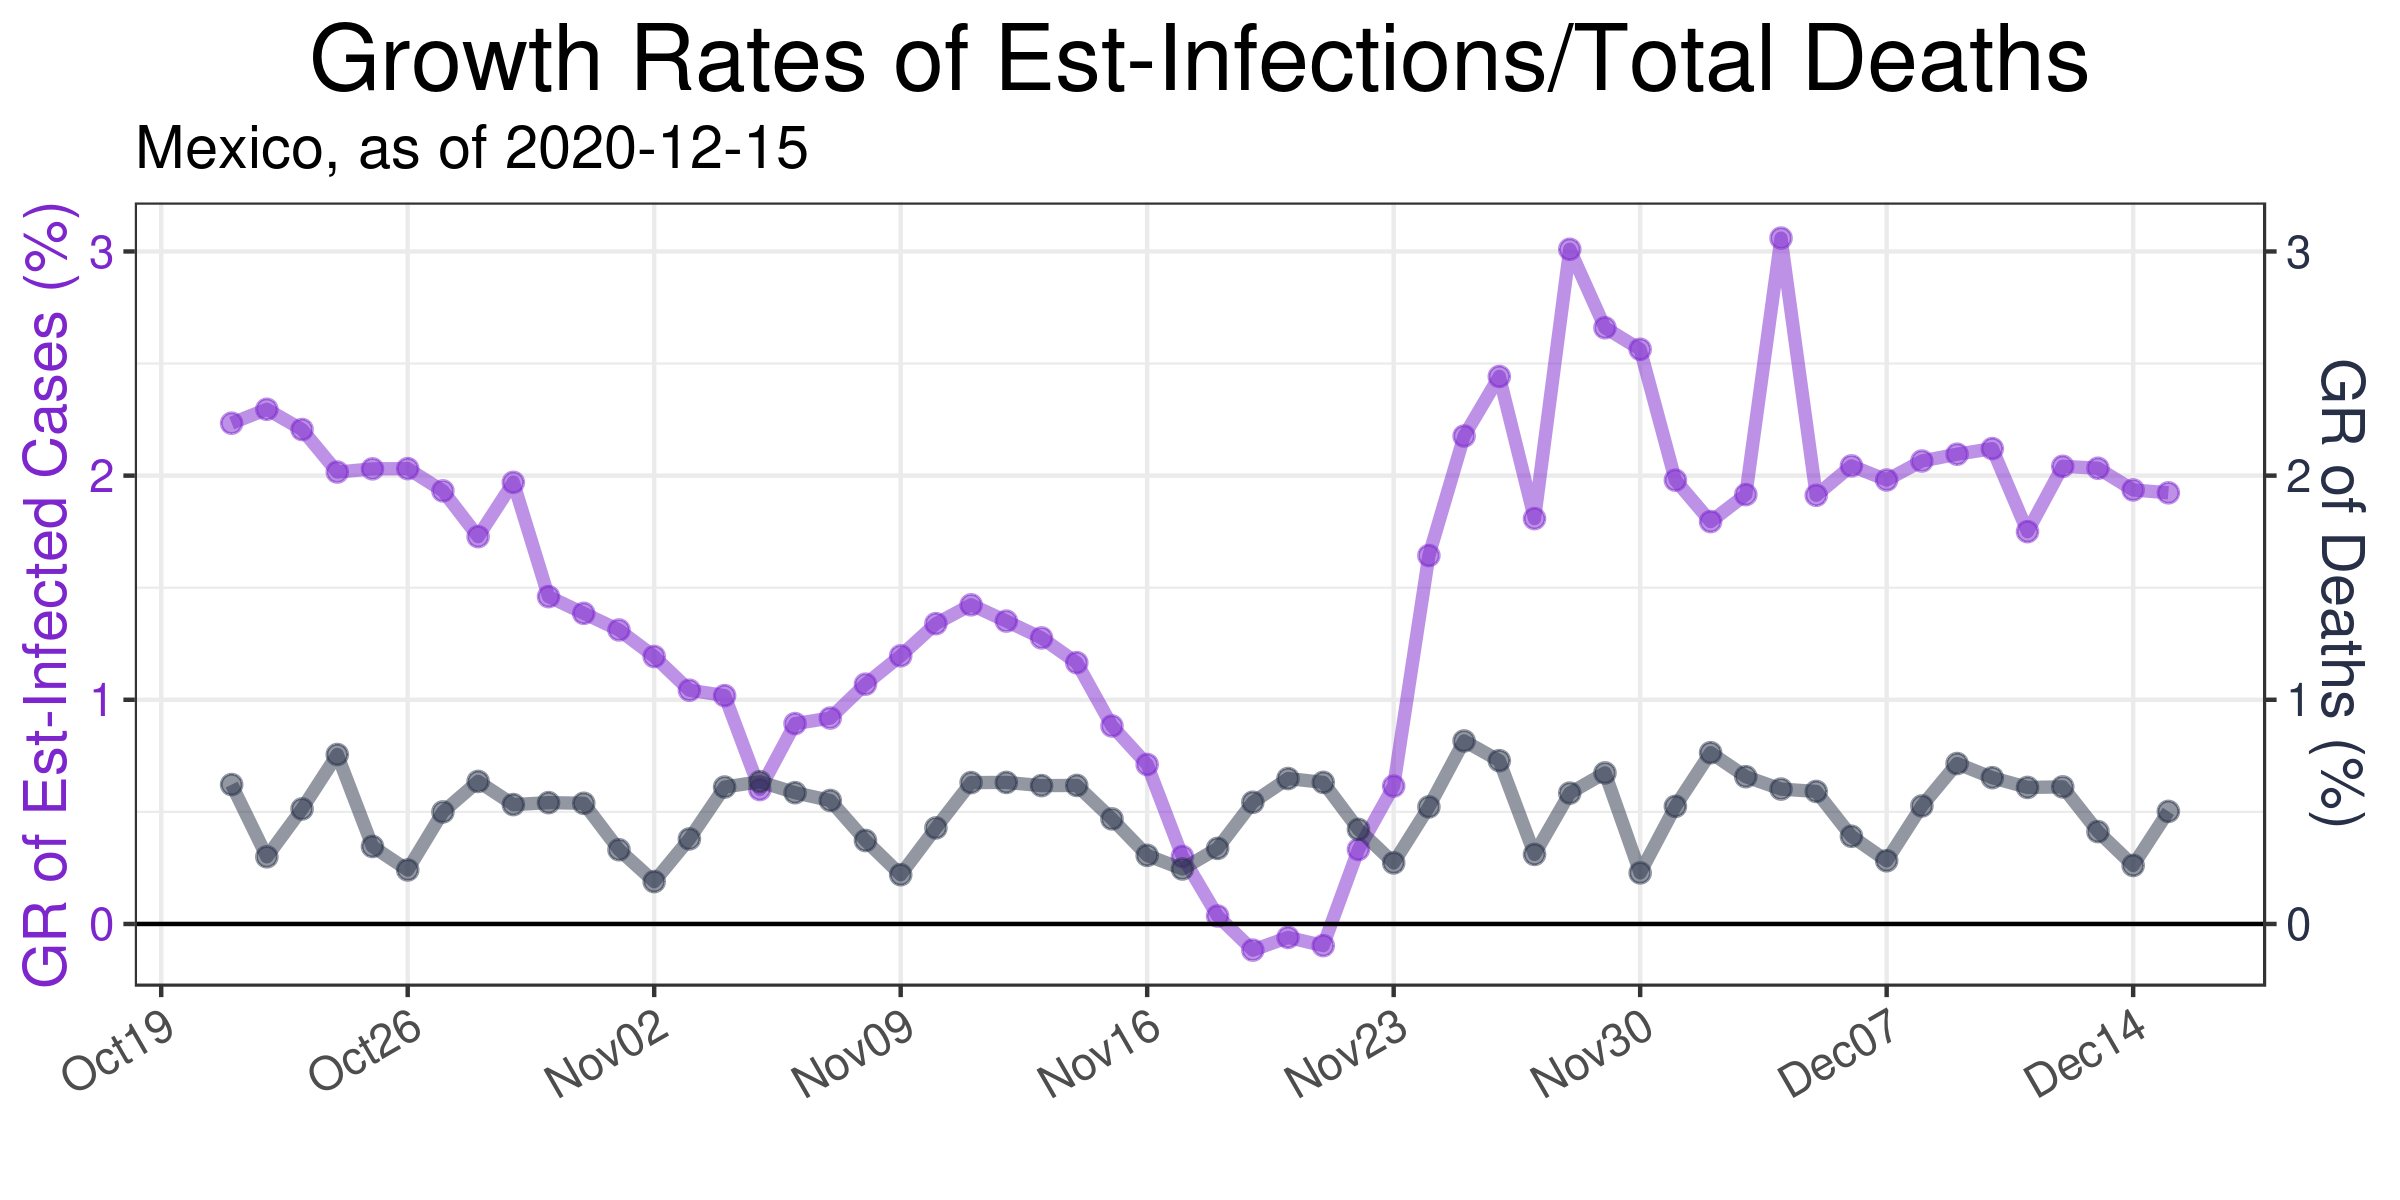 Growth Rates of Est-Infections/Total Deaths
Mexico, as of 2020-12-15
GR of Est-Infected Cases (%)
3
2
1
0
3
2
1
0
GR of Deaths (%)
Oct19
Oct26
Nov02
Nov09
Nov16
Nov23
Nov30
Dec07
Dec14